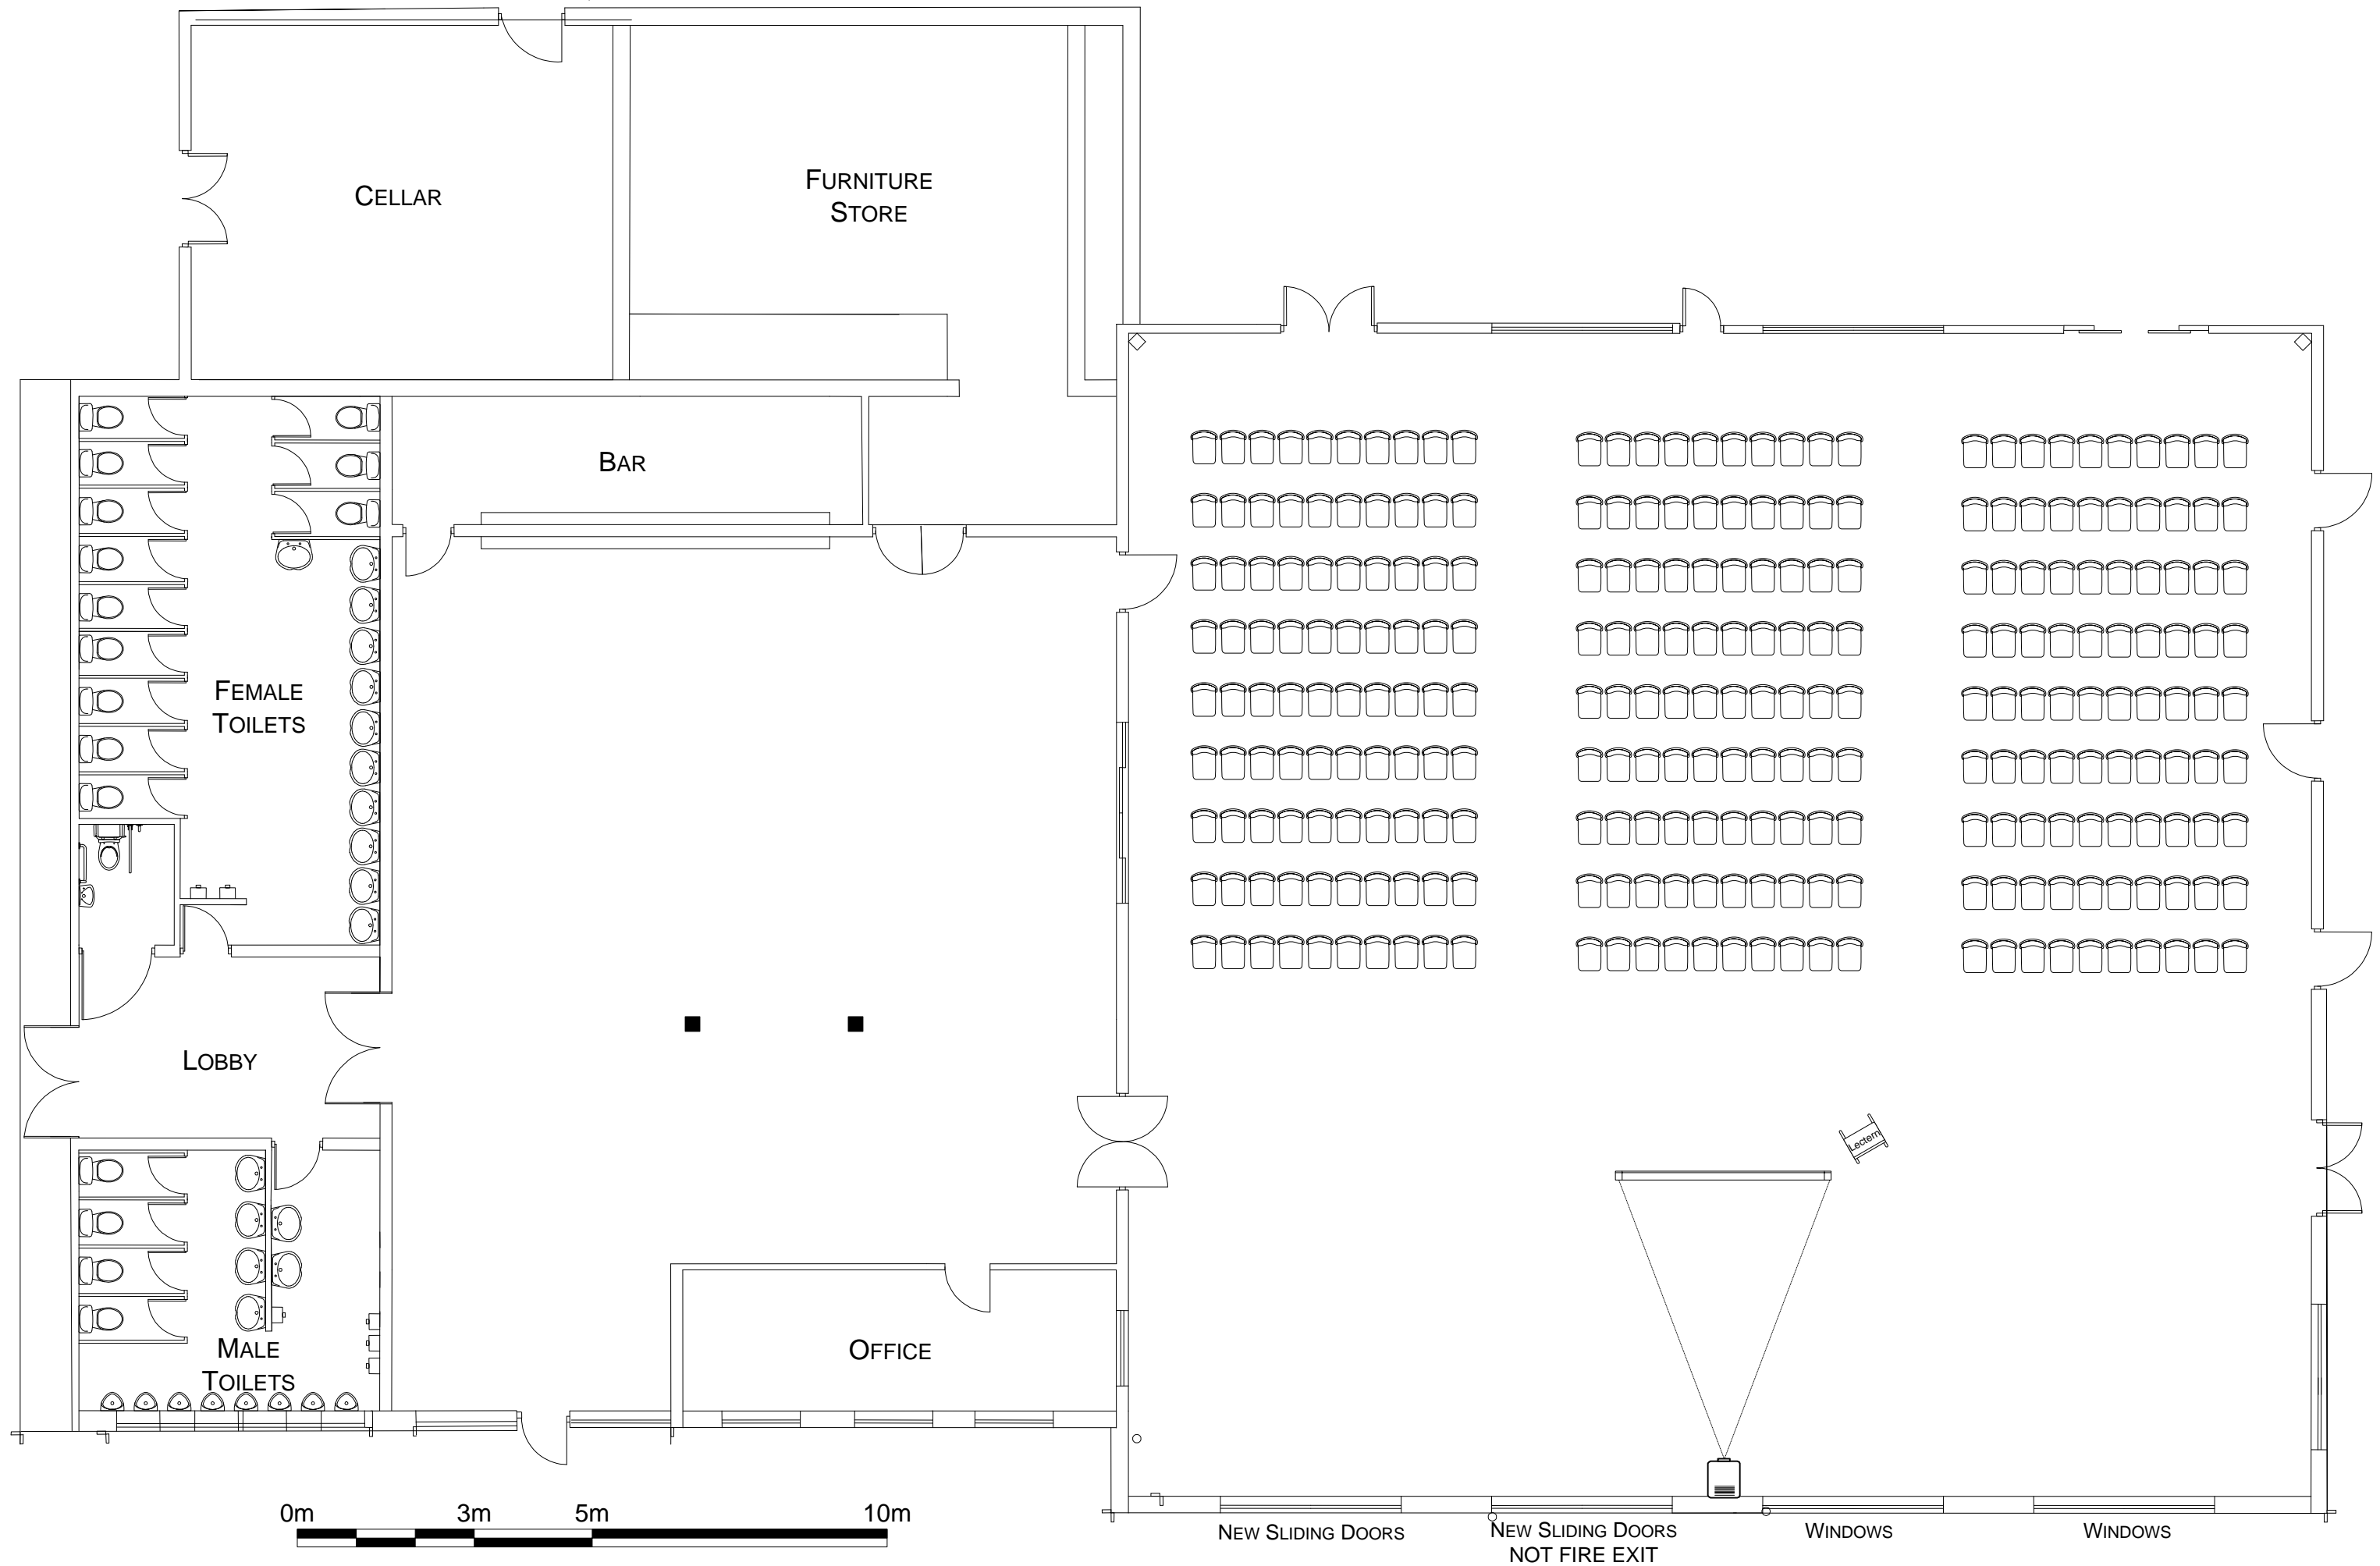 CELLAR
FURNITURE
STORE
BAR
FEMALE
TOILETS
LOBBY
Lectern
MALE
TOILETS
OFFICE
0m 3m 5m 10m
NEW SLIDING DOORS
NEW SLIDING DOORS
NOT FIRE EXIT
WINDOWS
WINDOWS